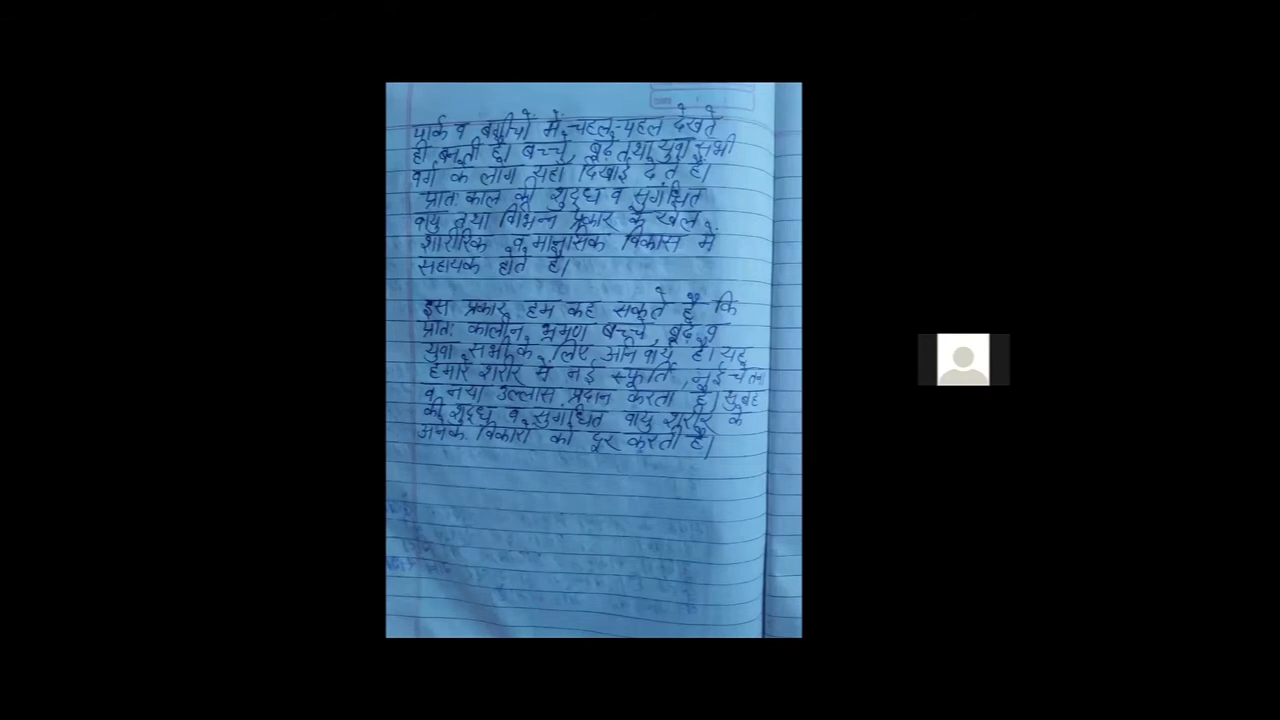 पार्क व बग़ीचों में चहल-पहल देखते
ही बनती है। बच्चे, बूढ़े तथा युवा सभी
वर्ग के लोग यहाँ दिखाई देते हैं।
प्रातः काल की शुद्ध व सुगंधित
वायु तथा विभिन्न प्रकार के खेल
शारीरिक व मानसिक विकास में
सहायक होते है।
इस प्रकार हम कह सकते है कि
प्रातः कालीन भ्रमण बच्चे, बूढ़े व
युवा सभी के लिए अनिवार्य है। यह
हमारे शरीर में नई स्फूर्ति, नई चेतना
व नया उल्लास प्रदान करता है। सुबह
की शुद्ध व सुगंधित वायु शरीर के
अनेक विकारों को दूर करती है।